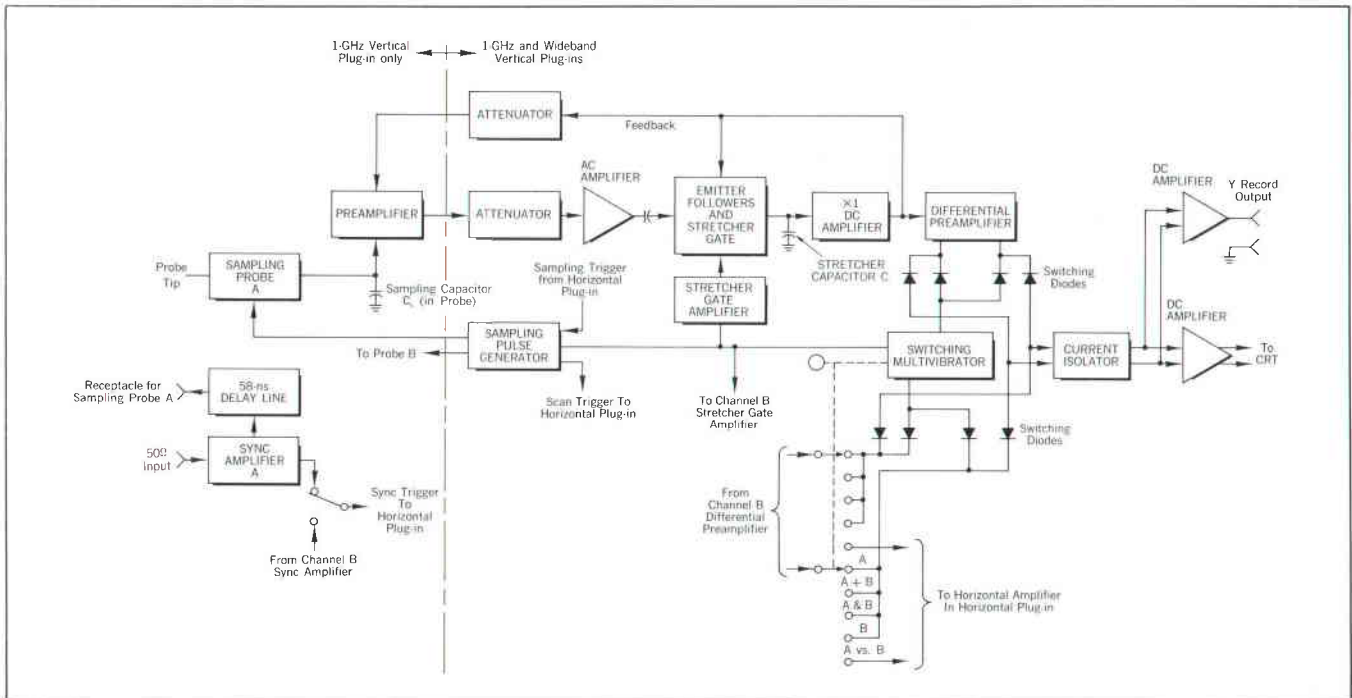 1-GHz Vertical
Plug-in only
1-GHz and Wideband
Vertical Plug-ins
ATTENUATOR
Feedback
AC
AMPLIFIER
DC
AMPLIFIER
Y Record
Output
PREAMPLIFIER
ATTENUATOR
EMITTER
FOLLOWERS
AND
STRETCHER
GATE
×1
DC
AMPLIFIER
DIFFERENTIAL
PREAMPLIFIER
Probe
Tip
SAMPLING
PROBE
A
Sampling Capacitor
(in Probe)
Sampling Trigger
from Horizontal
Plug-in
STRETCHER
CAPACITOR C
Switching
Diodes
STRETCHER
GATE
AMPLIFIER
DC
AMPLIFIER
To Probe B
SAMPLING
PULSE
GENERATOR
SWITCHING
MULTIVIBRATOR
CURRENT
ISOLATOR
To
CRT
Receptacle for
Sampling Probe A
58-ns
DELAY LINE
Scan Trigger To
Horizontal Plug-in
To Channel B
Stretcher Gate
Amplifier
Switching
Diodes
50Ω
Input
SYNC
AMPLIFIER
A
Sync Trigger
To
Horizontal
Plug-in
From
Channel B
Differential
Preamplifier
From Channel B
Sync Amplifier
A
A + B
A & B
B
A vs. B
To Horizontal Amplifier
In Horizontal Plug-in